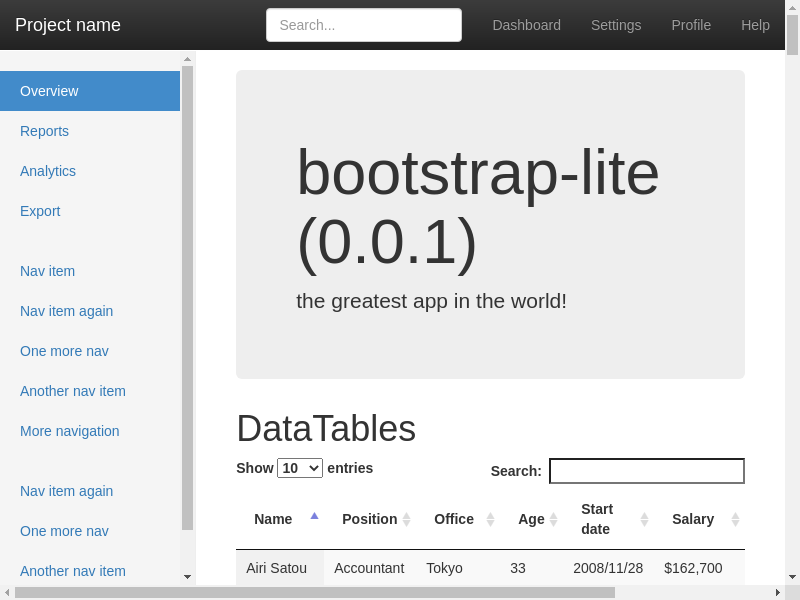 Project name
Search...
Dashboard
Settings
Profile
Help
Overview
Reports
Analytics
Export
Nav item
Nav item again
One more nav
Another nav item
More navigation
Nav item again
One more nav
Another nav item
bootstrap-lite
(0.0.1)
the greatest app in the world!
DataTables
Show 10 entries
Search:
Name Position Office Age Start date Salary
Airi Satou Accountant Tokyo 33 2008/11/28 $162,700